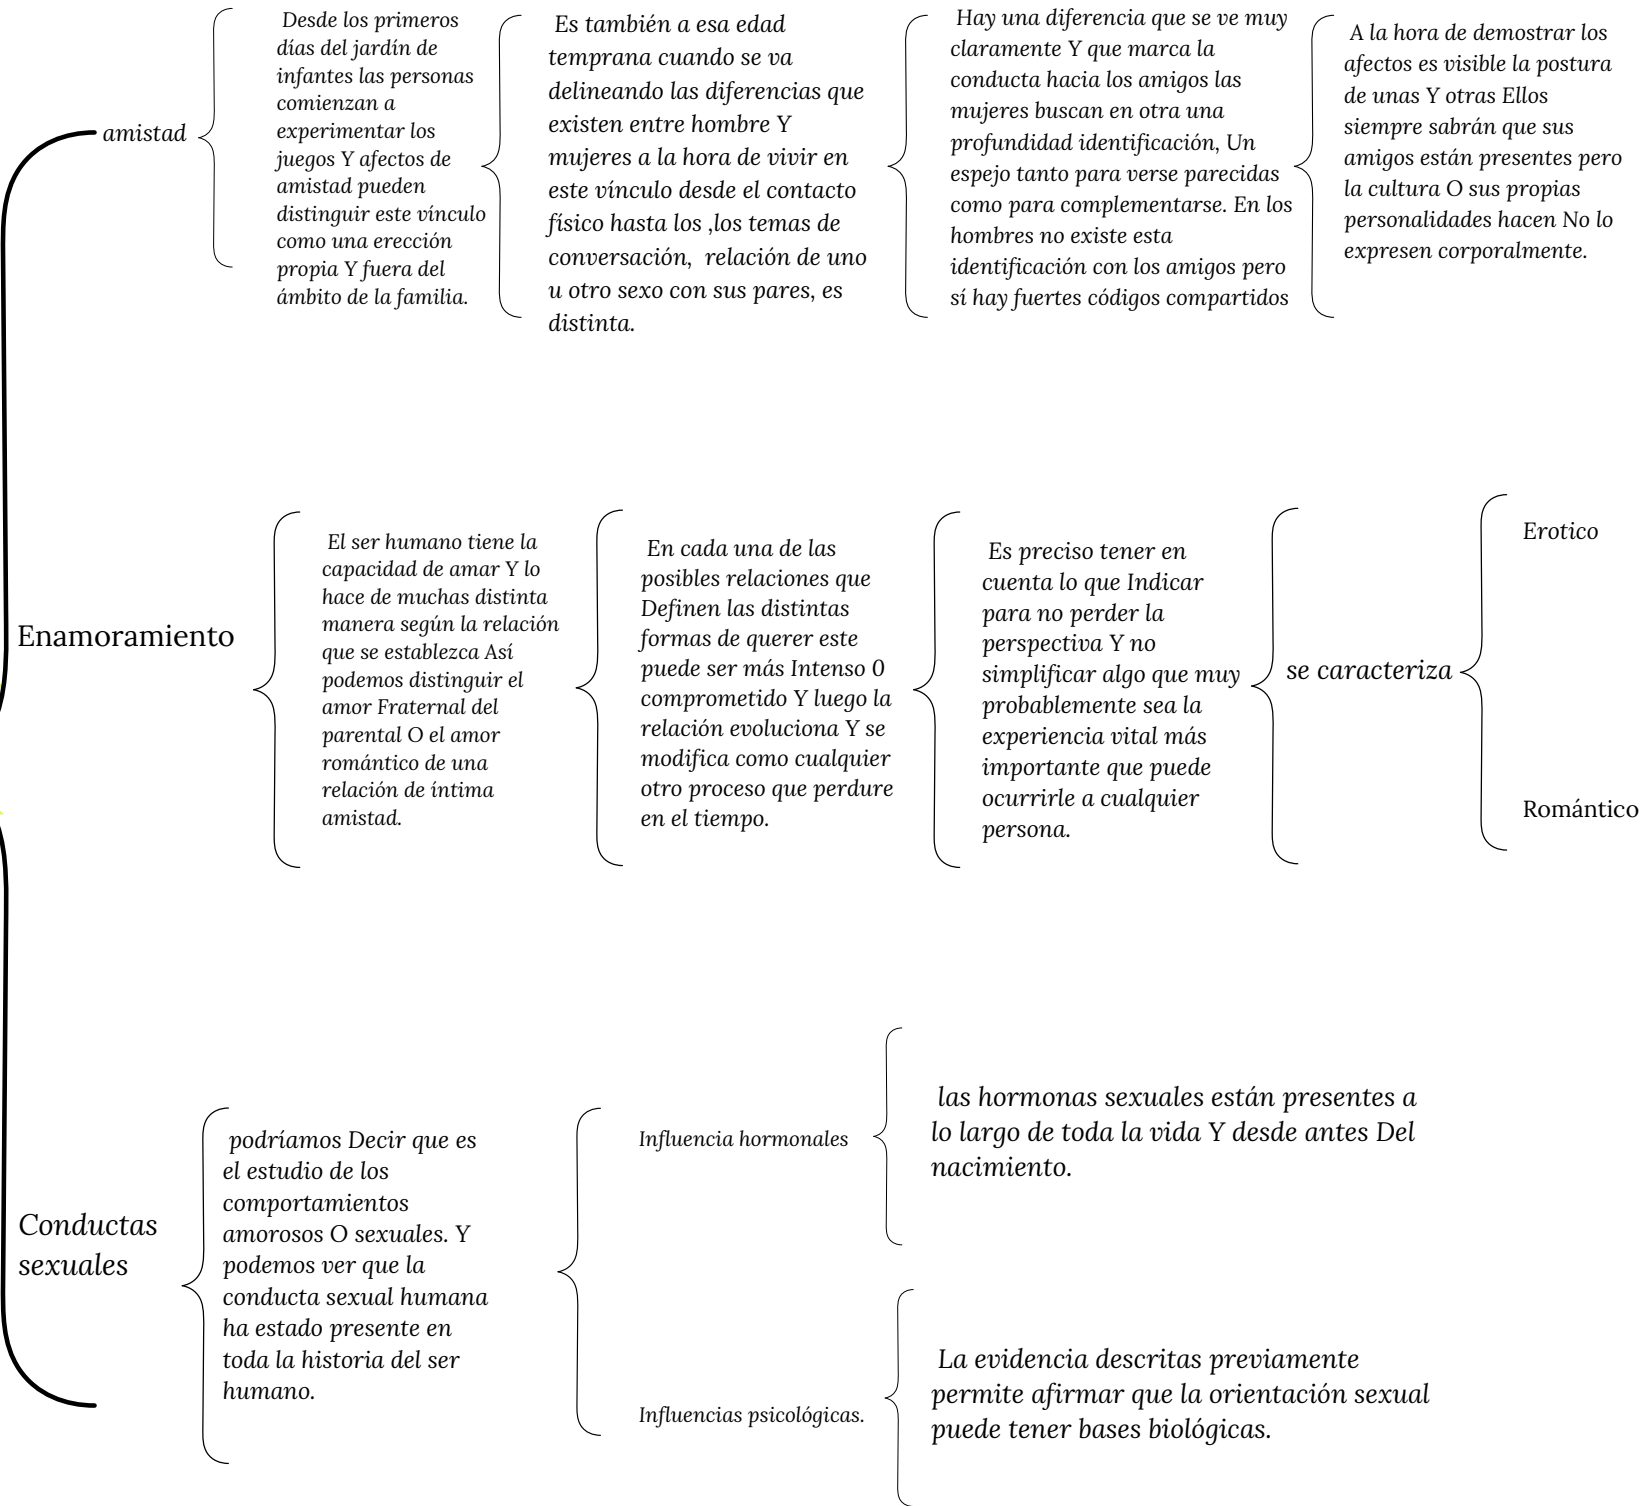 amistad
Desde los primeros
días del jardín de
infantes las personas
comienzan a
experimentar los
juegos Y afectos de
amistad pueden
distinguir este vínculo
como una erección
propia Y fuera del
ámbito de la familia.
Es también a esa edad
temprana cuando se va
delineando las diferencias que
existen entre hombre Y
mujeres a la hora de vivir en
este vínculo desde el contacto
físico hasta los ,los temas de
conversación, relación de uno
u otro sexo con sus pares, es
distinta.
Hay una diferencia que se ve muy
claramente Y que marca la
conducta hacia los amigos las
mujeres buscan en otra una
profundidad identificación, Un
espejo tanto para verse parecidas
como para complementarse. En los
hombres no existe esta
identificación con los amigos pero
sí hay fuertes códigos compartidos
A la hora de demostrar los
afectos es visible la postura
de unas Y otras Ellos
siempre sabrán que sus
amigos están presentes pero
la cultura O sus propias
personalidades hacen No lo
expresen corporalmente.
Enamoramiento
El ser humano tiene la
capacidad de amar Y lo
hace de muchas distinta
manera según la relación
que se establezca Así
podemos distinguir el
amor Fraternal del
parental O el amor
romántico de una
relación de íntima
amistad.
En cada una de las
posibles relaciones que
Definen las distintas
formas de querer este
puede ser más Intenso 0
comprometido Y luego la
relación evoluciona Y se
modifica como cualquier
otro proceso que perdure
en el tiempo.
Es preciso tener en
cuenta lo que Indicar
para no perder la
perspectiva Y no
simplificar algo que muy
probablemente sea la
experiencia vital más
importante que puede
ocurrirle a cualquier
persona.
se caracteriza
Erotico
Romántico
Conductas
sexuales
podríamos Decir que es
el estudio de los
comportamientos
amorosos O sexuales. Y
podemos ver que la
conducta sexual humana
ha estado presente en
toda la historia del ser
humano.
Influencia hormonales
las hormonas sexuales están presentes a
lo largo de toda la vida Y desde antes Del
nacimiento.
Influencias psicológicas.
La evidencia descritas previamente
permite afirmar que la orientación sexual
puede tener bases biológicas.